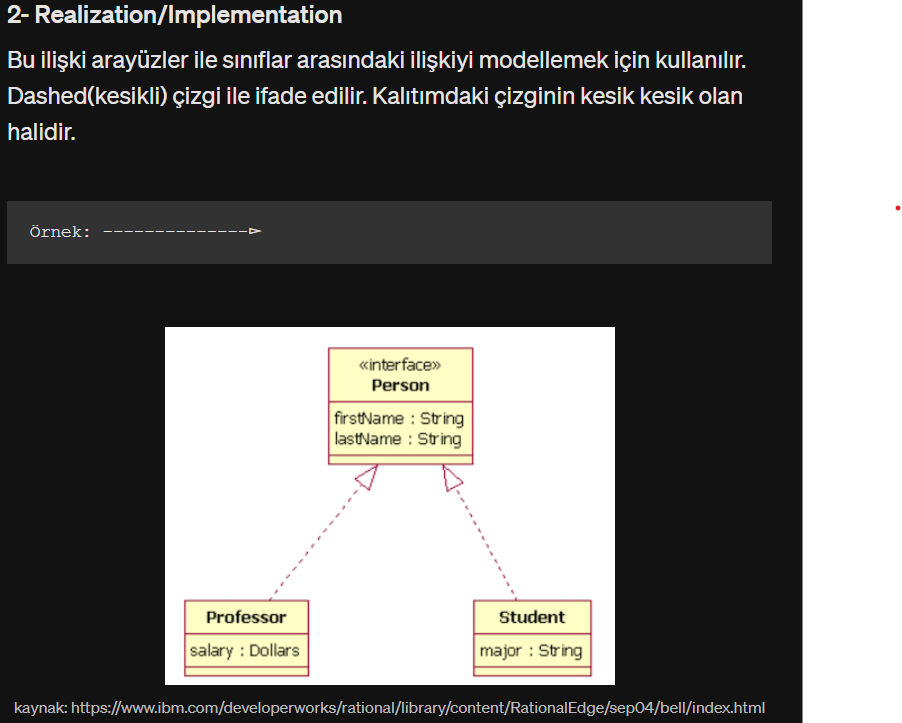 2- Realization/Implementation
Bu ilişki arayüzler ile sınıflar arasındaki ilişkiyi modellemek için kullanılır.
Dashed(kesikli) çizgi ile ifade edilir. Kalıtımdaki çizginin kesik kesik olan
halidir.
Örnek: --------------⊳
«interface»
Person
firstName : String
lastName : String
Professor
salary : Dollars
Student
major : String
kaynak: https://www.ibm.com/developerworks/rational/library/content/RationalEdge/sep04/bell/index.html